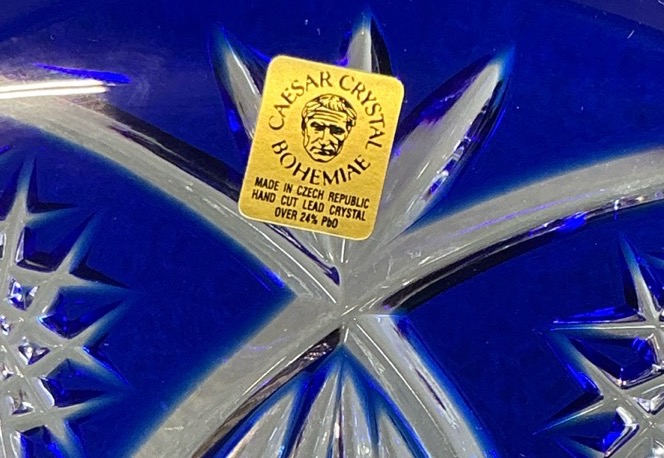 CAESAR CRYSTAL
BOHEMIAE
MADE IN CZECH REPUBLIC
HAND CUT LEAD CRYSTAL
OVER 24% PbO